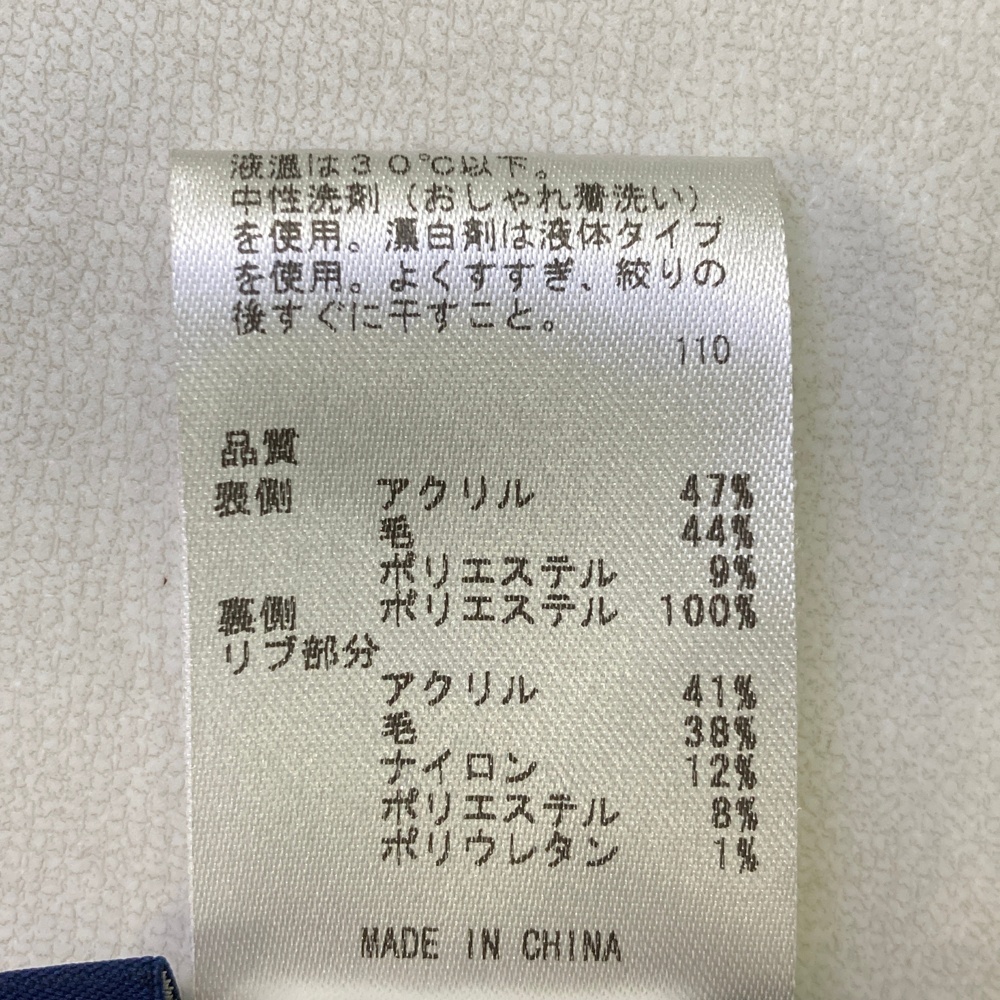 液温は30℃以下。
中性洗剤（おしゃれ着洗い）
を使用。漂白剤は液体タイプ
を使用。よくすすぎ、絞りの
後すぐに干すこと。
110
品質
表側 アクリル 47%
毛 44%
ポリエステル 9%
裏側 ポリエステル 100%
リブ部分
アクリル 41%
毛 38%
ナイロン 12%
ポリエステル 8%
ポリウレタン 1%
MADE IN CHINA